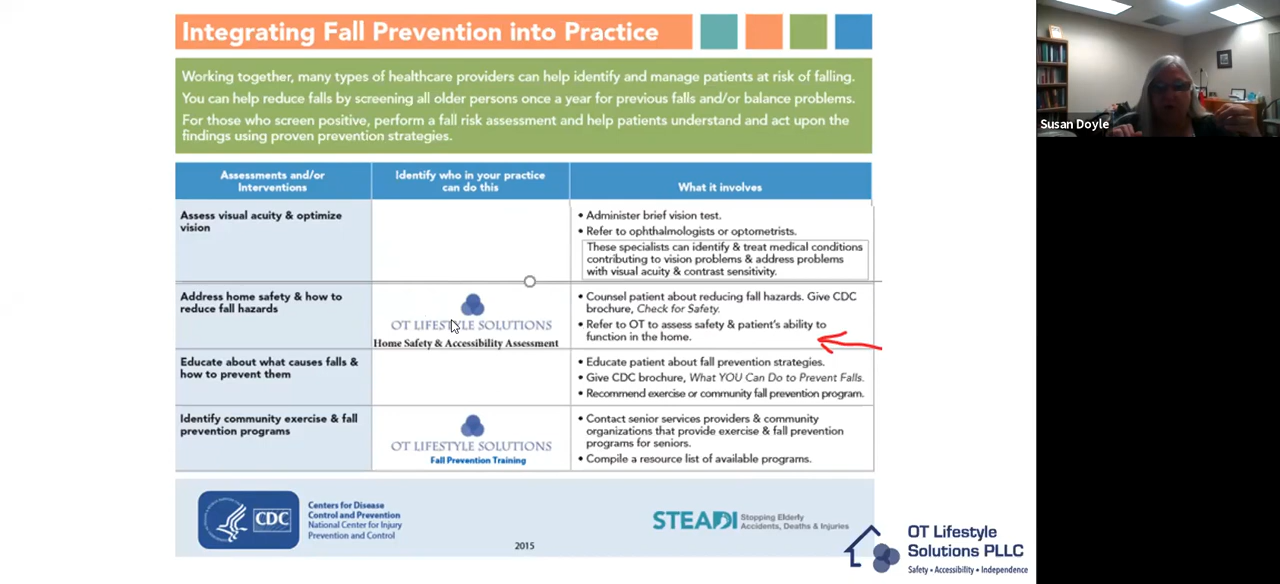 Integrating Fall Prevention into Practice
Working together, many types of healthcare providers can help identify and manage patients at risk of falling.
You can help reduce falls by screening all older persons once a year for previous falls and/or balance problems.
For those who screen positive, perform a fall risk assessment and help patients understand and act upon the
findings using proven prevention strategies.
Assessments and/or
Interventions
Identify who in your practice
can do this
What it involves
Assess visual acuity & optimize
vision
• Administer brief vision test.
• Refer to ophthalmologists or optometrists.
These specialists can identify & treat medical conditions
contributing to vision problems & address problems
with visual acuity & contrast sensitivity.
Address home safety & how to
reduce fall hazards
OT LIFESTYLE SOLUTIONS
Home Safety & Accessibility Assessment
• Counsel patient about reducing fall hazards. Give CDC
brochure, Check for Safety.
• Refer to OT to assess safety & patient's ability to
function in the home.
Educate about what causes falls &
how to prevent them
• Educate patient about fall prevention strategies.
• Give CDC brochure, What YOU Can Do to Prevent Falls.
• Recommend exercise or community fall prevention program.
Identify community exercise & fall
prevention programs
OT LIFESTYLE SOLUTIONS
Fall Prevention Training
• Contact senior services providers & community
organizations that provide exercise & fall prevention
programs for seniors.
• Compile a resource list of available programs.
CDC
Centers for Disease
Control and Prevention
National Center for Injury
Prevention and Control
2015
STEADI
Stopping Elderly
Accidents, Deaths & Injuries
OT Lifestyle
Solutions PLLC
Safety • Accessibility • Independence
Susan Doyle